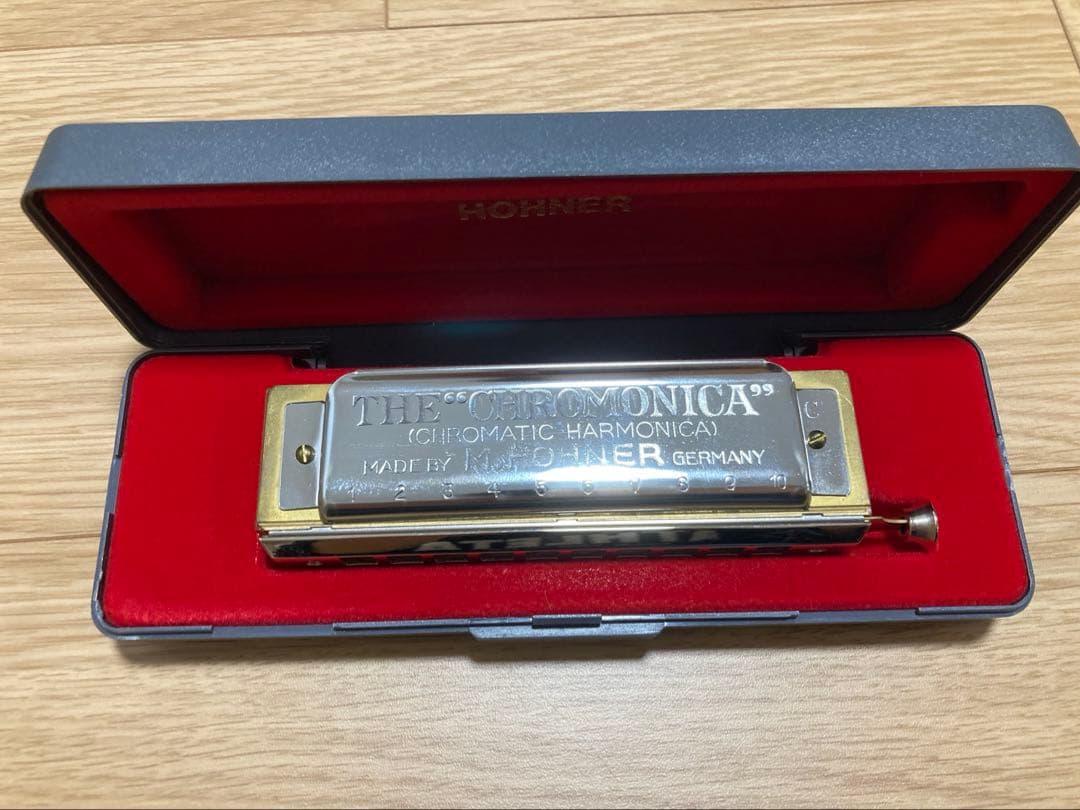 HOHNER
THE “CHROMONICA”
C
(CHROMATIC HARMONICA)
MADE BY M. HOHNER GERMANY
1 2 3 4 5 6 7 8 9 10